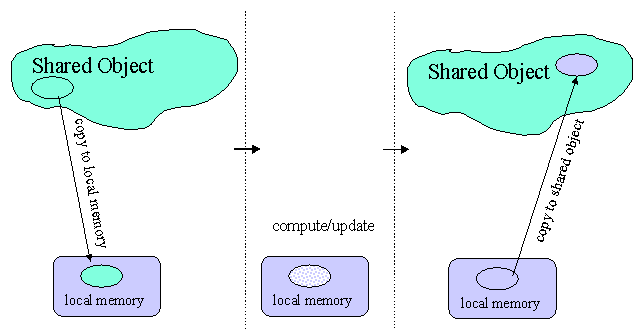 Shared Object
copy to local memory
local memory
compute/update
local memory
Shared Object
copy to shared object
local memory